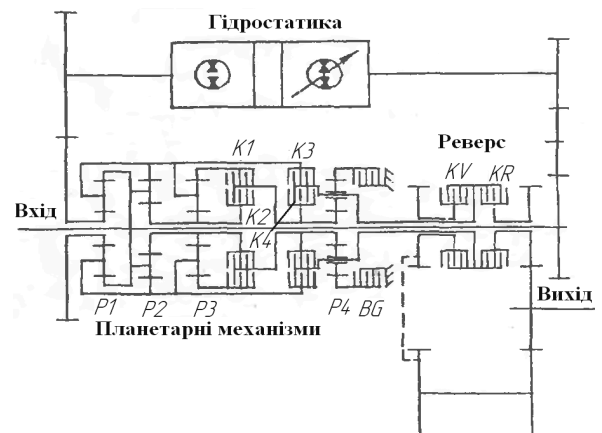 Гідростатика
Реверс
K1
K3
KV KR
Вхід
K2
K4
Вихід
P1 P2 P3 P4 BG
Планетарні механізми